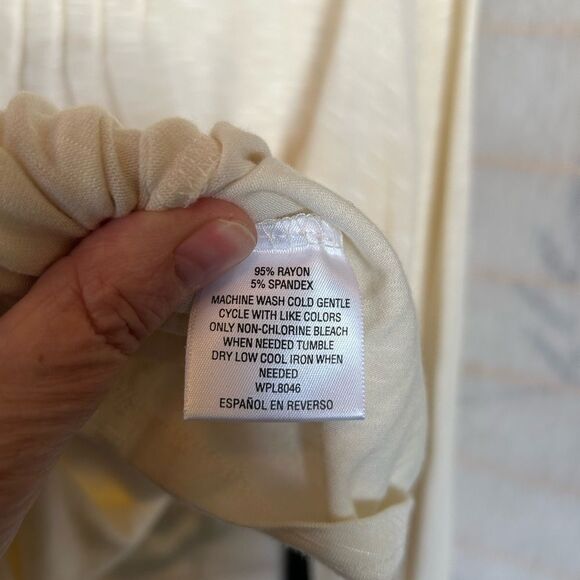 95% RAYON
5% SPANDEX
MACHINE WASH COLD GENTLE
CYCLE WITH LIKE COLORS
ONLY NON-CHLORINE BLEACH
WHEN NEEDED TUMBLE
DRY LOW COOL IRON WHEN
NEEDED
WPL8046
ESPAÑOL EN REVERSO